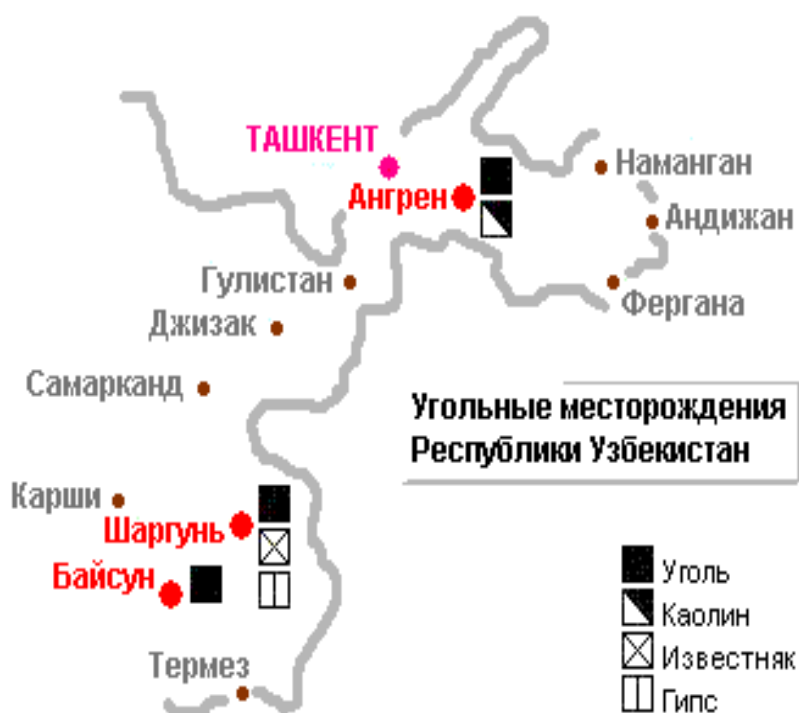 ТАШКЕНТ
Наманган
Ангрен
Андижан
Гулистан
Фергана
Джизак
Самарканд
Угольные месторождения
Республики Узбекистан
Карши
Шаргунь
Байсун
Уголь
Каолин
Известняк
Термез
Гипс